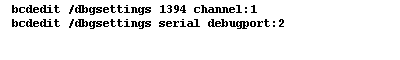 bcdedit /dbgsettings 1394 channel:1
bcdedit /dbgsettings serial debugport:2